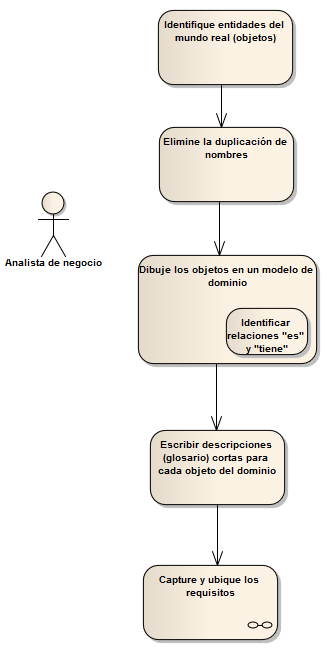 Identifique entidades del
mundo real (objetos)
Elimine la duplicación de
nombres
Analista de negocio
Dibuje los objetos en un modelo de
dominio
Identificar
relaciones "es"
y "tiene"
Escribir descripciones
(glosario) cortas para
cada objeto del dominio
Capture y ubique los
requisitos